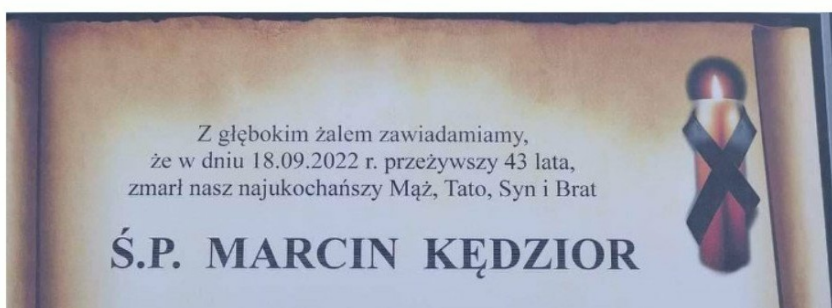 Z głębokim żalem zawiadamiamy,
że w dniu 18.09.2022 r. przeżywszy 43 lata,
zmarł nasz najukochańszy Mąż, Tato, Syn i Brat
Ś.P. MARCIN KĘDZIOR